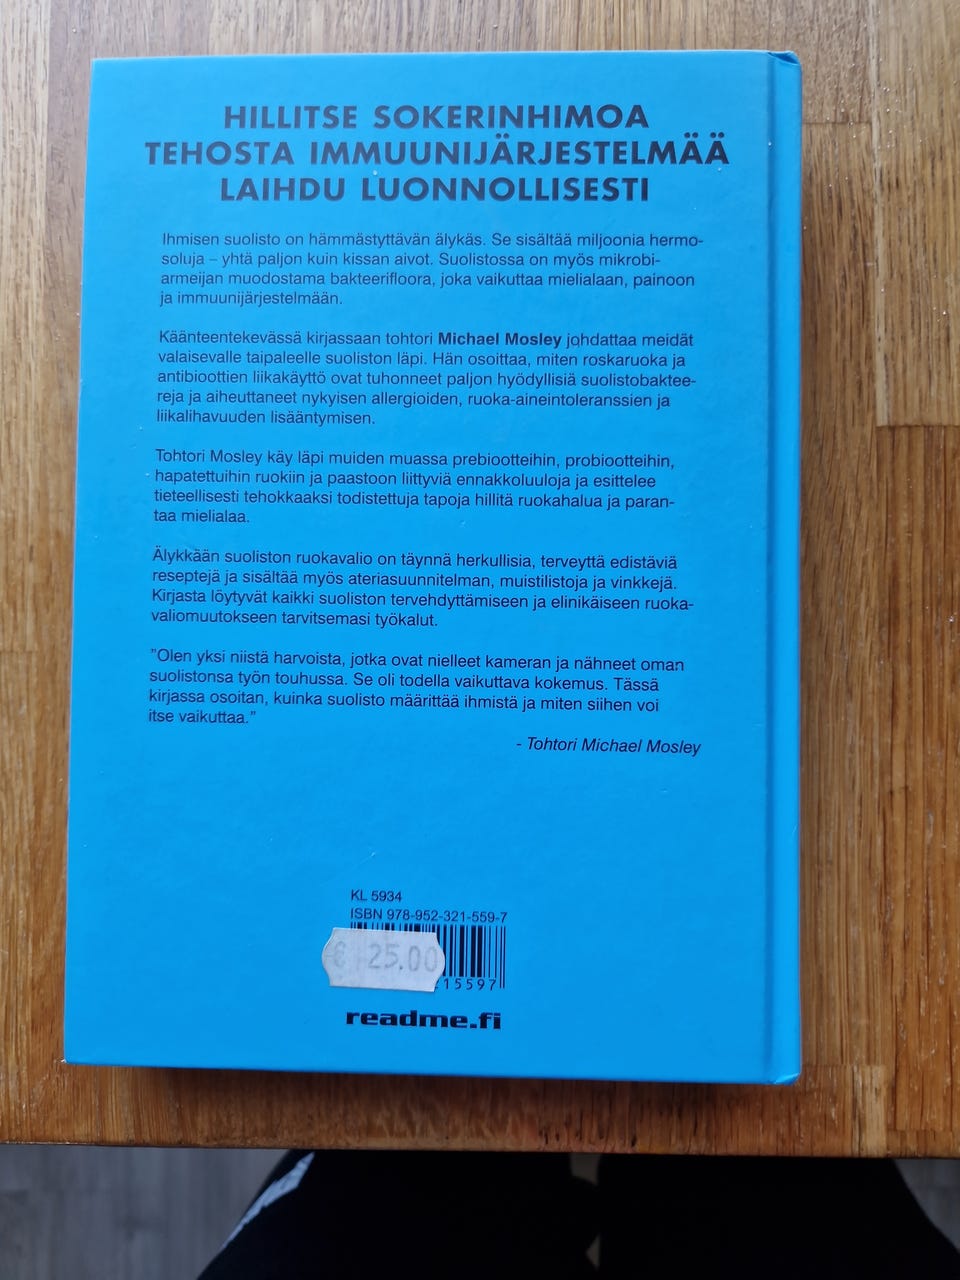 HILLITSE SOKERINHIMOA
TEHOSTA IMMUUNIJÄRJESTELMÄÄ
LAIHDU LUONNOLLISESTI
Ihmisen suolisto on hämmästyttävän älykäs. Se sisältää miljoonia hermo-
soluja – yhtä paljon kuin kissan aivot. Suolistossa on myös mikrobi-
armeijan muodostama bakteerifloora, joka vaikuttaa mielialaan, painoon
ja immuunijärjestelmään.
Käänteentekevässä kirjassaan tohtori Michael Mosley johdattaa meidät
valaisevalle taipaleelle suoliston läpi. Hän osoittaa, miten roskaruoka ja
antibioottien liikakäyttö ovat tuhonneet paljon hyödyllisiä suolistobaktee-
reja ja aiheuttaneet nykyisen allergioiden, ruoka-aineintoleranssien ja
liikalihavuuden lisääntymisen.
Tohtori Mosley käy läpi muiden muassa prebiootteihin, probiootteihin,
hapatettuihin ruokiin ja paastoon liittyviä ennakkoluuloja ja esittelee
tieteellisesti tehokkaaksi todistettuja tapoja hillitä ruokahalua ja paran-
taa mielialaa.
Älykkään suoliston ruokavalio on täynnä herkullisia, terveyttä edistäviä
reseptejä ja sisältää myös ateriasuunnitelman, muistilistoja ja vinkkejä.
Kirjasta löytyvät kaikki suoliston tervehdyttämiseen ja elinikäiseen ruoka-
valiomuutokseen tarvitsemasi työkalut.
”Olen yksi niistä harvoista, jotka ovat nielleet kameran ja nähneet oman
suolistonsa työn touhussa. Se oli todella vaikuttava kokemus. Tässä
kirjassa osoitan, kuinka suolisto määrittää ihmistä ja miten siihen voi
itse vaikuttaa.”
- Tohtori Michael Mosley
KL 5934
ISBN 978-952-321-559-7
€ 25.00
15597
readme.fi